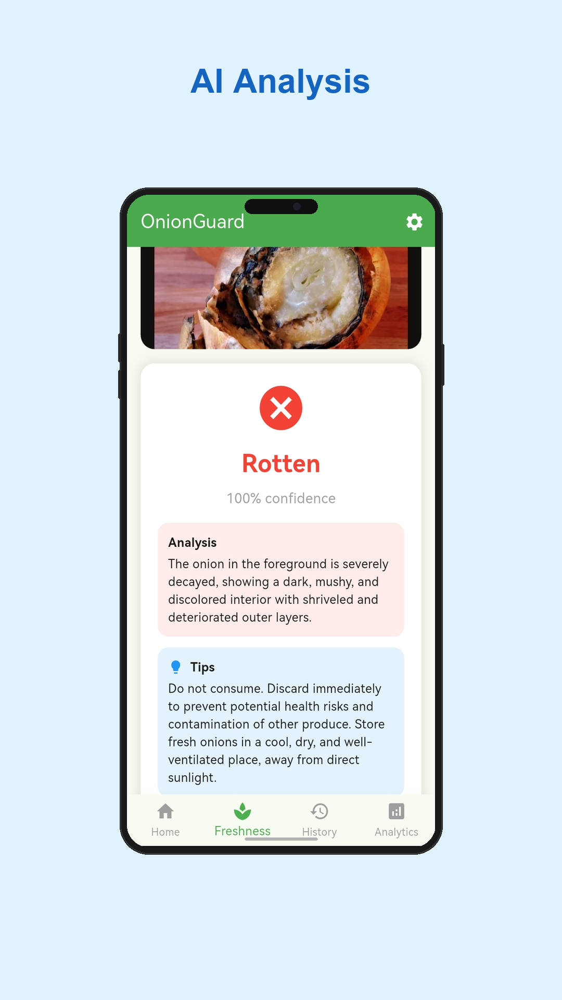 AI Analysis
OnionGuard
Rotten
100% confidence
Analysis
The onion in the foreground is severely
decayed, showing a dark, mushy, and
discolored interior with shriveled and
deteriorated outer layers.
Tips
Do not consume. Discard immediately
to prevent potential health risks and
contamination of other produce. Store
fresh onions in a cool, dry, and well-
ventilated place, away from direct
sunlight.
Home
Freshness
History
Analytics